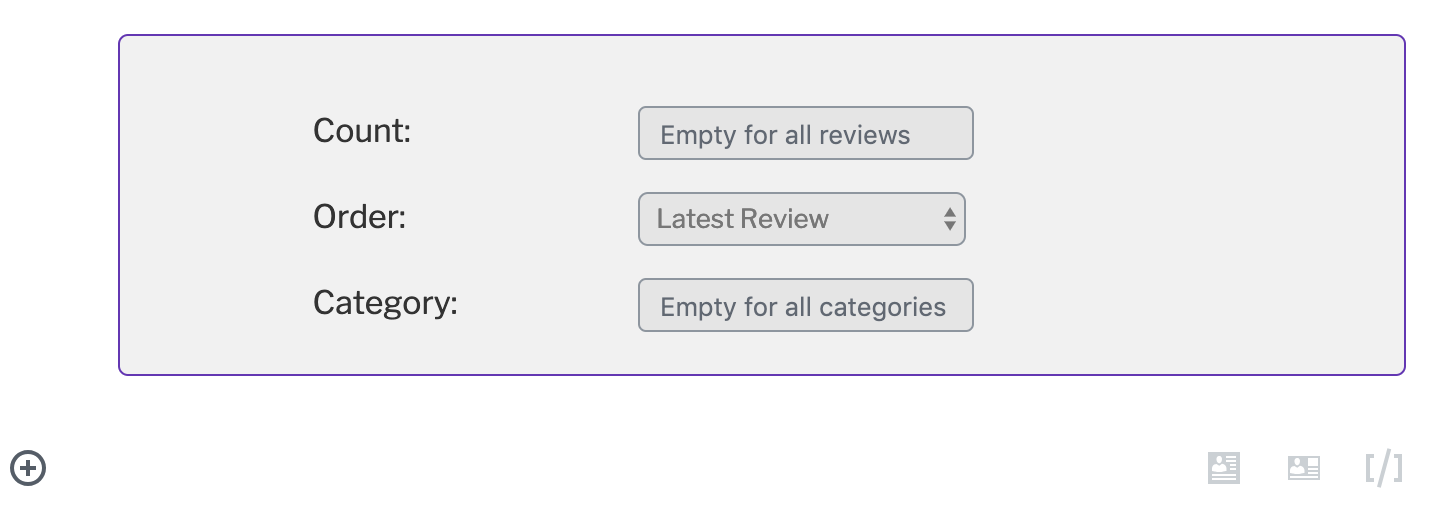 Count:
Empty for all reviews
Order:
Latest Review
Category:
Empty for all categories
[/]